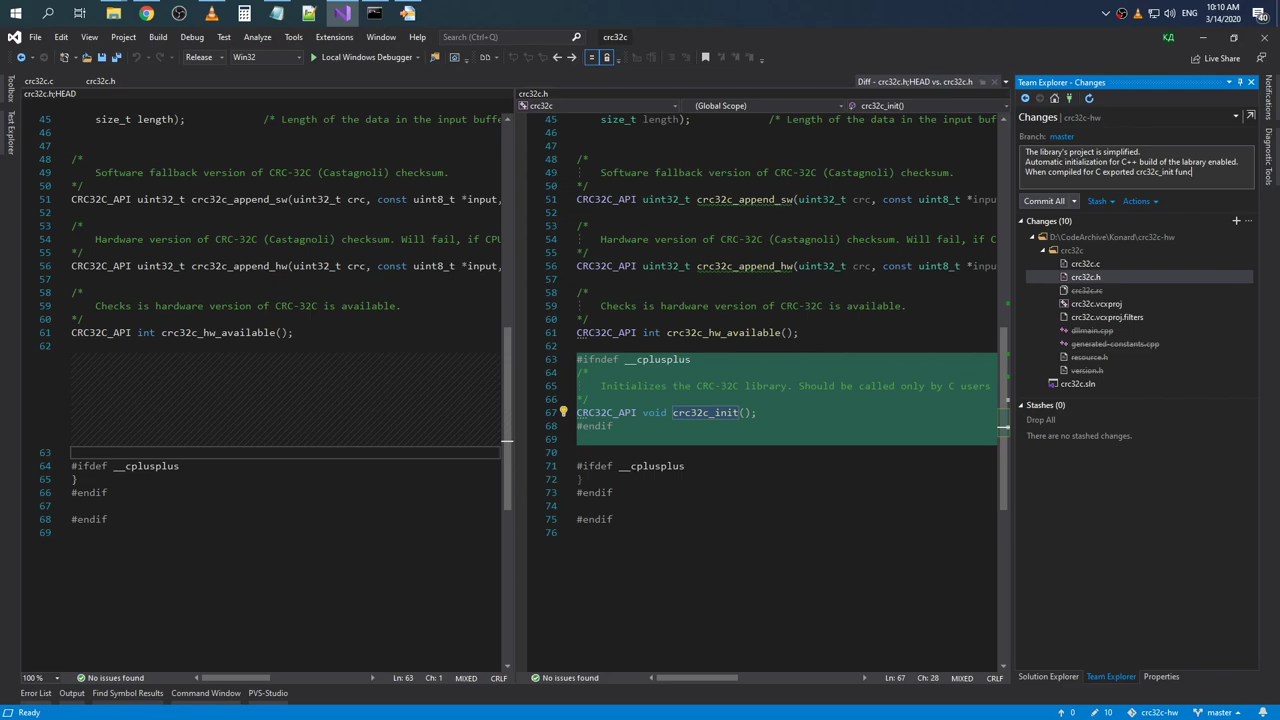 10:10 AM
ENG
3/14/2020
40
File Edit View Project Build Debug Test Analyze Tools Extensions Window Help
Search (Ctrl+Q)
crc32c
КД
Release
Win32
Local Windows Debugger
Live Share
Toolbox
Test Explorer
crc32c.c
crc32c.h
Diff - crc32c.h;HEAD vs. crc32c.h
crc32c.h;HEAD
crc32c.h
crc32c
(Global Scope)
crc32c_init()
45 size_t length); /* Length of the data in the input buffe
46
47
48 /*
49 Software fallback version of CRC-32C (Castagnoli) checksum.
50 */
51 CRC32C_API uint32_t crc32c_append_sw(uint32_t crc, const uint8_t *input,
52
53 /*
54 Hardware version of CRC-32C (Castagnoli) checksum. Will fail, if CPU
55 */
56 CRC32C_API uint32_t crc32c_append_hw(uint32_t crc, const uint8_t *input,
57
58 /*
59 Checks is hardware version of CRC-32C is available.
60 */
61 CRC32C_API int crc32c_hw_available();
62
63
64 #ifdef __cplusplus
65 }
66 #endif
67
68 #endif
69
100 %
No issues found
Ln: 63
Ch: 1
MIXED
CRLF
45 size_t length); /* Length of the data in the input buffe
46
47
48 /*
49 Software fallback version of CRC-32C (Castagnoli) checksum.
50 */
51 CRC32C_API uint32_t crc32c_append_sw(uint32_t crc, const uint8_t *inpu
52
53 /*
54 Hardware version of CRC-32C (Castagnoli) checksum. Will fail, if C
55 */
56 CRC32C_API uint32_t crc32c_append_hw(uint32_t crc, const uint8_t *inpu
57
58 /*
59 Checks is hardware version of CRC-32C is available.
60 */
61 CRC32C_API int crc32c_hw_available();
62
63 #ifndef __cplusplus
64 /*
65 Initializes the CRC-32C library. Should be called only by C users
66 */
67 CRC32C_API void crc32c_init();
68 #endif
69
70
71 #ifdef __cplusplus
72 }
73 #endif
74
75 #endif
76
No issues found
Ln: 67
Ch: 28
MIXED
CRLF
Team Explorer - Changes
Changes | crc32c-hw
Branch: master
The library's project is simplified.
Automatic initialization for C++ build of the labrary enabled.
When compiled for C exported crc32c_init func
Commit All
Stash
Actions
Changes (10)
D:\CodeArchive\Konard\crc32c-hw
crc32c
crc32c.c
crc32c.h
crc32c.rc
crc32c.vcxproj
crc32c.vcxproj.filters
dllmain.cpp
generated-constants.cpp
resource.h
version.h
crc32c.sln
Stashes (0)
Drop All
There are no stashed changes.
Notifications
Diagnostic Tools
Solution Explorer
Team Explorer
Properties
Error List
Output
Find Symbol Results
Command Window
PVS-Studio
Ready
0
10
crc32c-hw
master